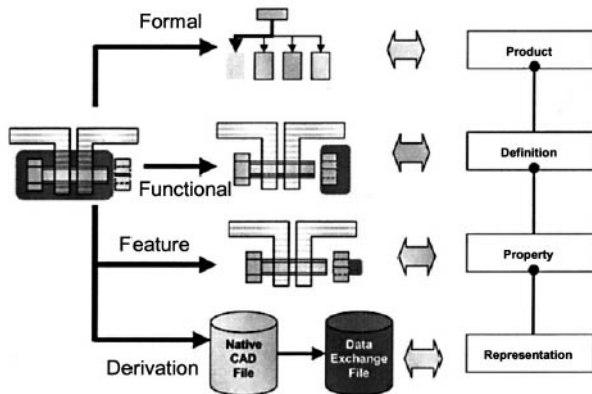 Formal
Product
Functional
Definition
Feature
Property
Derivation
Native
CAD
File
Data
Exchange
File
Representation